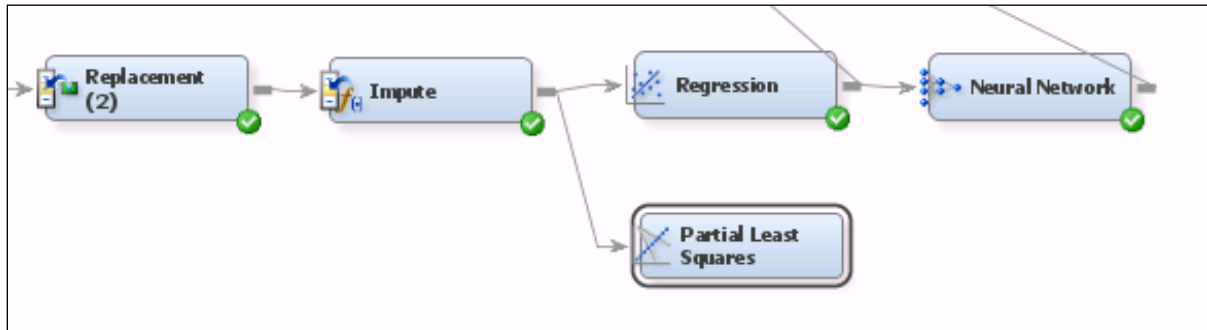 Replacement
(2)
Impute
Regression
Neural Network
Partial Least
Squares